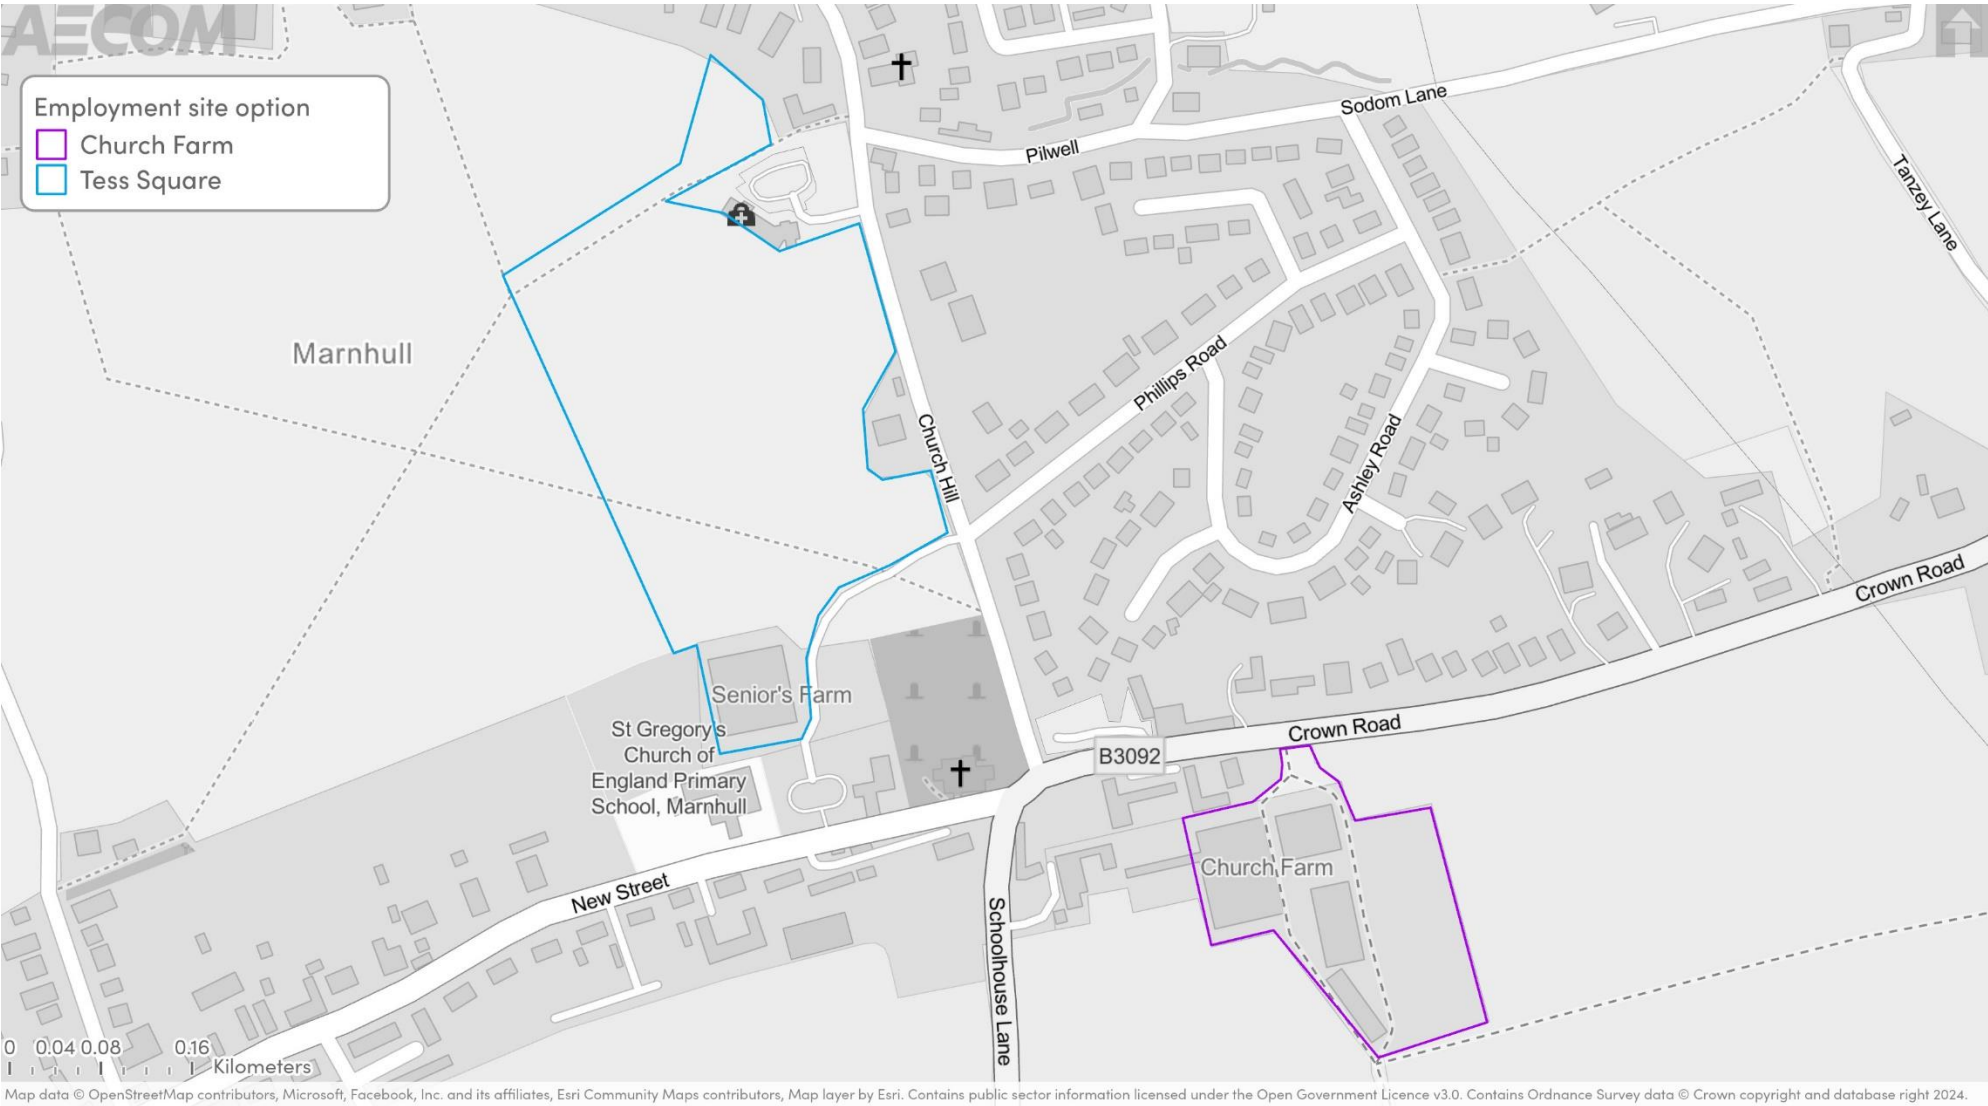 AECOM
Employment site option
Church Farm
Tess Square
Sodom Lane
Pilwell
Tanzey Lane
Marnhull
Phillips Road
Church Hill
Ashley Road
Crown Road
Senior's Farm
St Gregory's
Church of
England Primary
School, Marnhull
Crown Road
B3092
Church Farm
New Street
Schoolhouse Lane
0 0.04 0.08 0.16
Kilometers
Map data © OpenStreetMap contributors, Microsoft, Facebook, Inc. and its affiliates, Esri Community Maps contributors, Map layer by Esri. Contains public sector information licensed under the Open Government Licence v3.0. Contains Ordnance Survey data © Crown copyright and database right 2024.